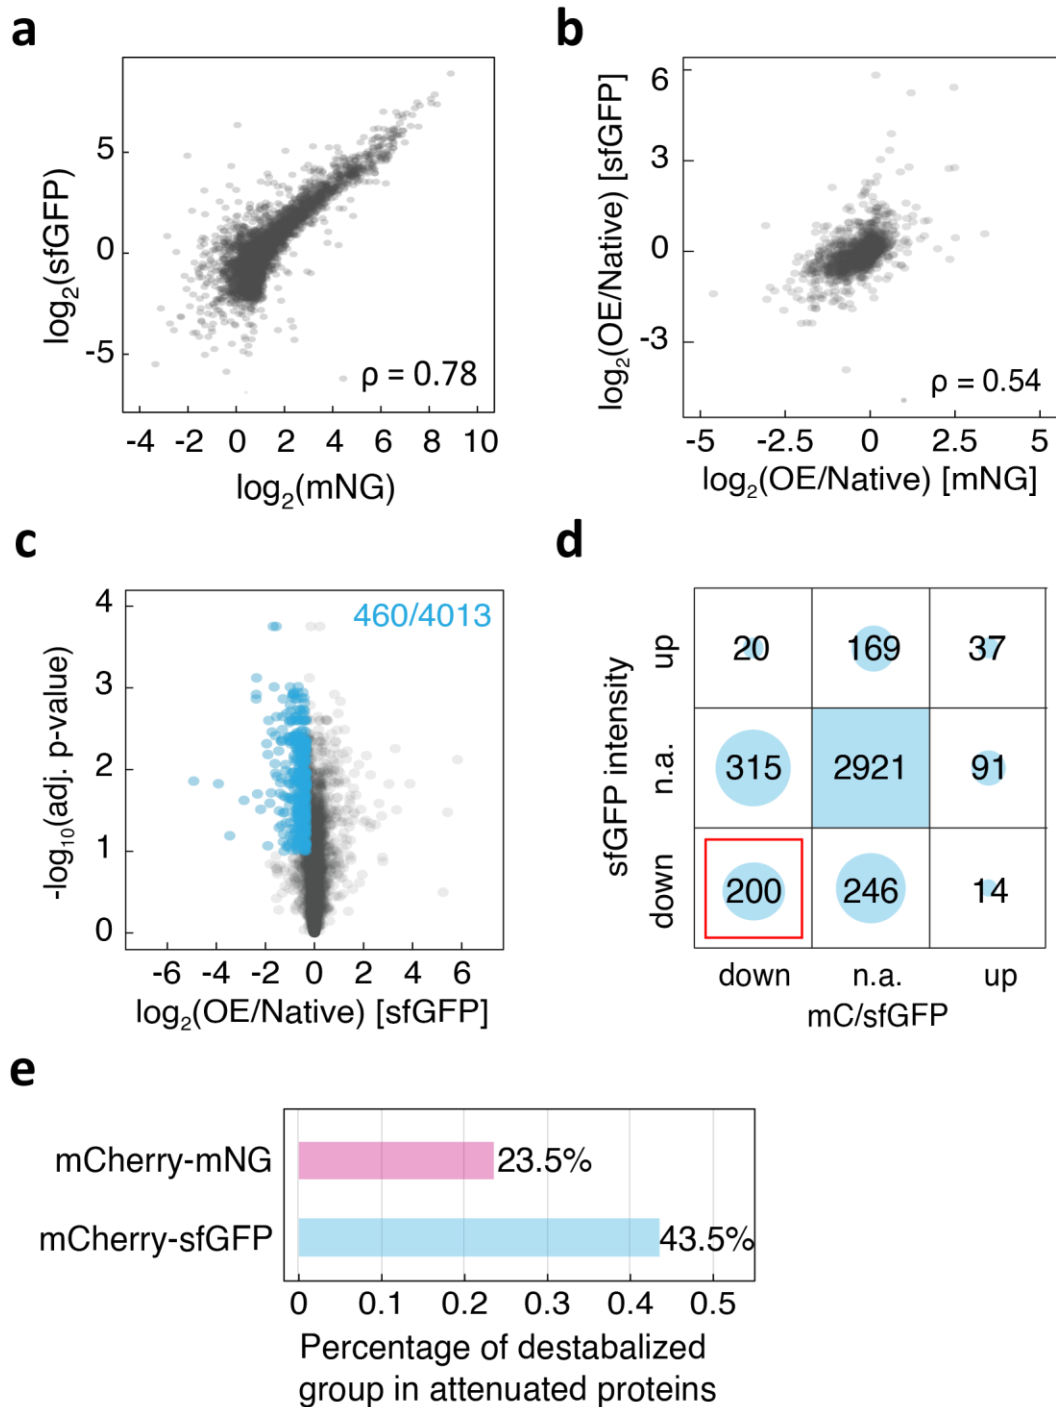 a
log2(sfGFP)
5
0
-5
ρ = 0.78
-4 -2 0 2 4 6 8 10
log2(mNG)
b
log2(OE/Native) [sfGFP]
6
3
0
-3
ρ = 0.54
-5 -2.5 0 2.5 5
log2(OE/Native) [mNG]
c
-log10(adj. p-value)
4
3
2
1
0
460/4013
-6 -4 -2 0 2 4 6
log2(OE/Native) [sfGFP]
d
sfGFP intensity
up
n.a.
down
20 169 37
315 2921 91
200 246 14
down n.a. up
mC/sfGFP
e
mCherry-mNG
23.5%
mCherry-sfGFP
43.5%
0 0.1 0.2 0.3 0.4 0.5
Percentage of destabalized
group in attenuated proteins